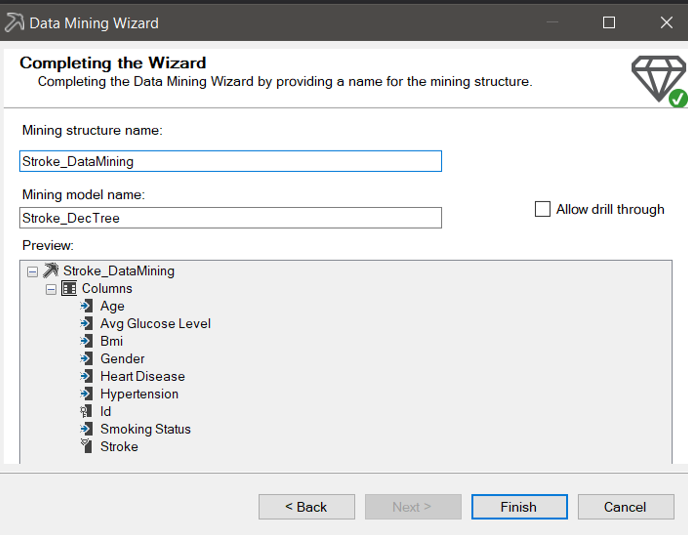 Data Mining Wizard
Completing the Wizard
Completing the Data Mining Wizard by providing a name for the mining structure.
Mining structure name:
Stroke_DataMining
Mining model name:
Stroke_DecTree
Allow drill through
Preview:
Stroke_DataMining
Columns
Age
Avg Glucose Level
Bmi
Gender
Heart Disease
Hypertension
Id
Smoking Status
Stroke
< Back
Next >
Finish
Cancel